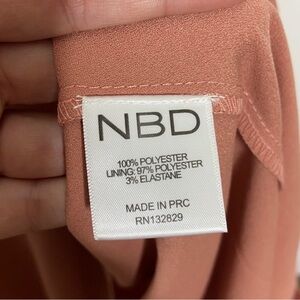 NBD
100% POLYESTER
LINING: 97% POLYESTER
3% ELASTANE
MADE IN PRC
RN132829